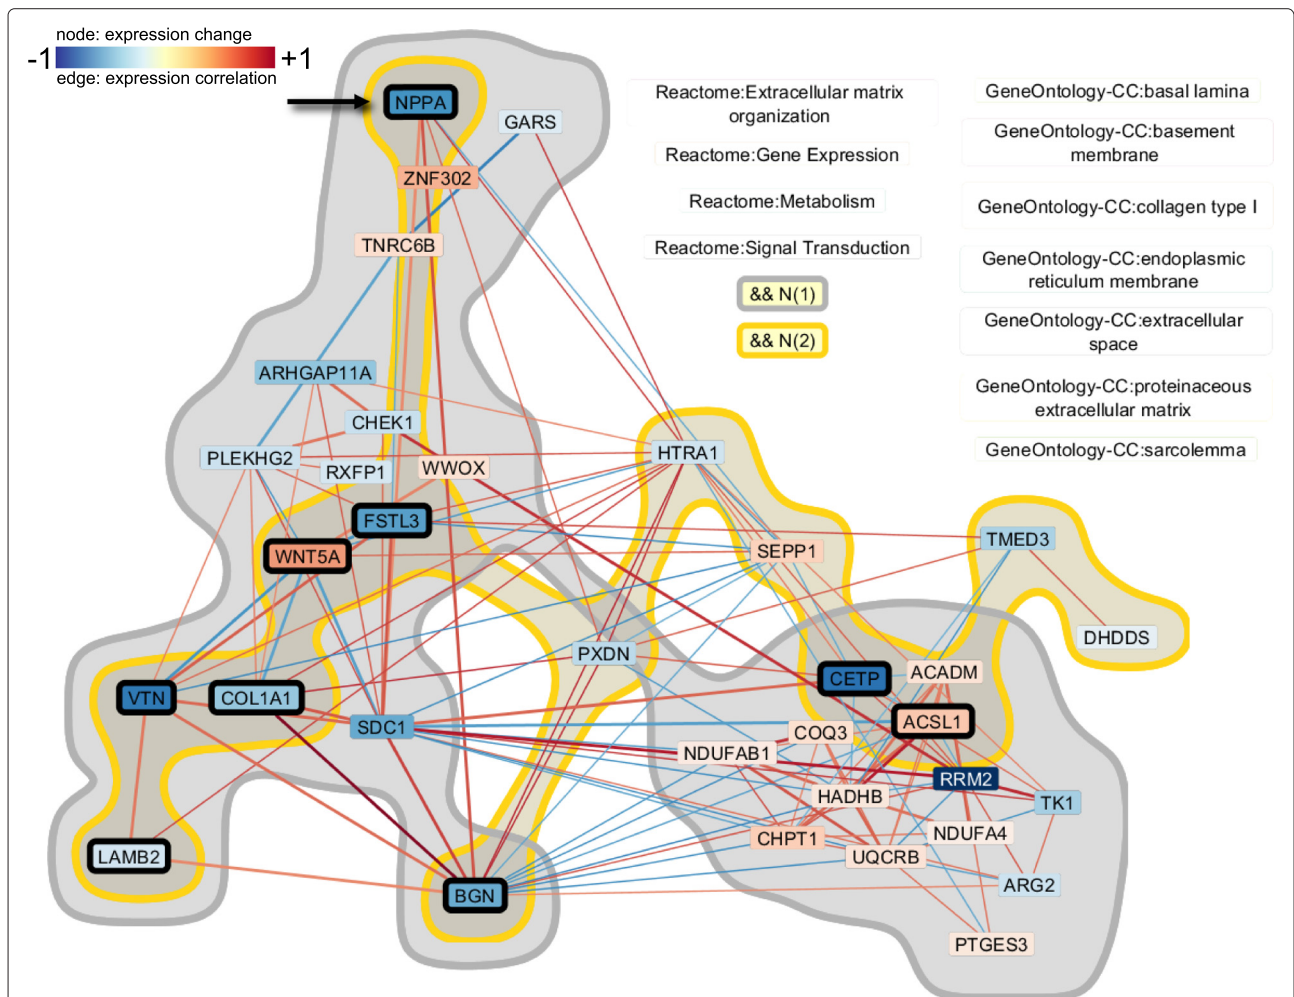 node: expression change
-1 +1
edge: expression correlation
NPPA
GARS
ZNF302
TNRC6B
ARHGAP11A
CHEK1
PLEKHG2
RXFP1
WWOX
HTRA1
FSTL3
WNT5A
SEPP1
TMED3
DHDDS
PXDN
CETP
ACADM
VTN
COL1A1
SDC1
ACSL1
COQ3
NDUFAB1
RRM2
HADHB
TK1
CHPT1
NDUFA4
LAMB2
UQCRB
BGN
ARG2
PTGES3
Reactome:Extracellular matrix
organization
Reactome:Gene Expression
Reactome:Metabolism
Reactome:Signal Transduction
&& N(1)
&& N(2)
GeneOntology-CC:basal lamina
GeneOntology-CC:basement
membrane
GeneOntology-CC:collagen type I
GeneOntology-CC:endoplasmic
reticulum membrane
GeneOntology-CC:extracellular
space
GeneOntology-CC:proteinaceous
extracellular matrix
GeneOntology-CC:sarcolemma